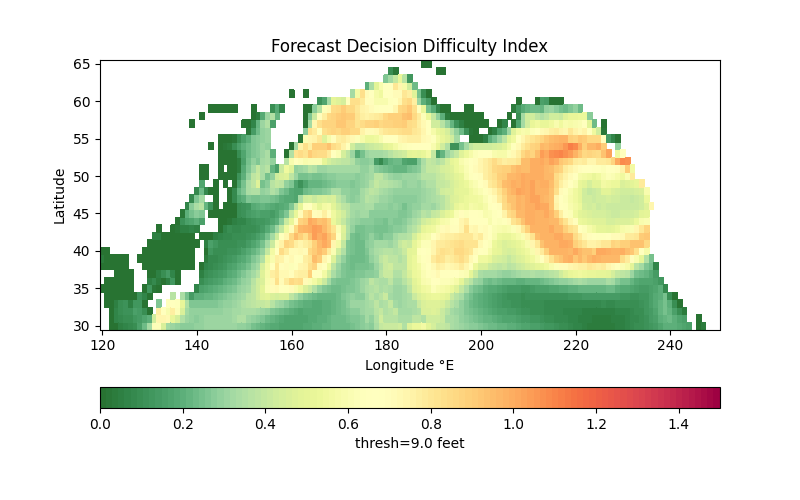 Forecast Decision Difficulty Index
65
60
55
50
45
40
35
30
Latitude
120 140 160 180 200 220 240
Longitude °E
0.0 0.2 0.4 0.6 0.8 1.0 1.2 1.4
thresh=9.0 feet